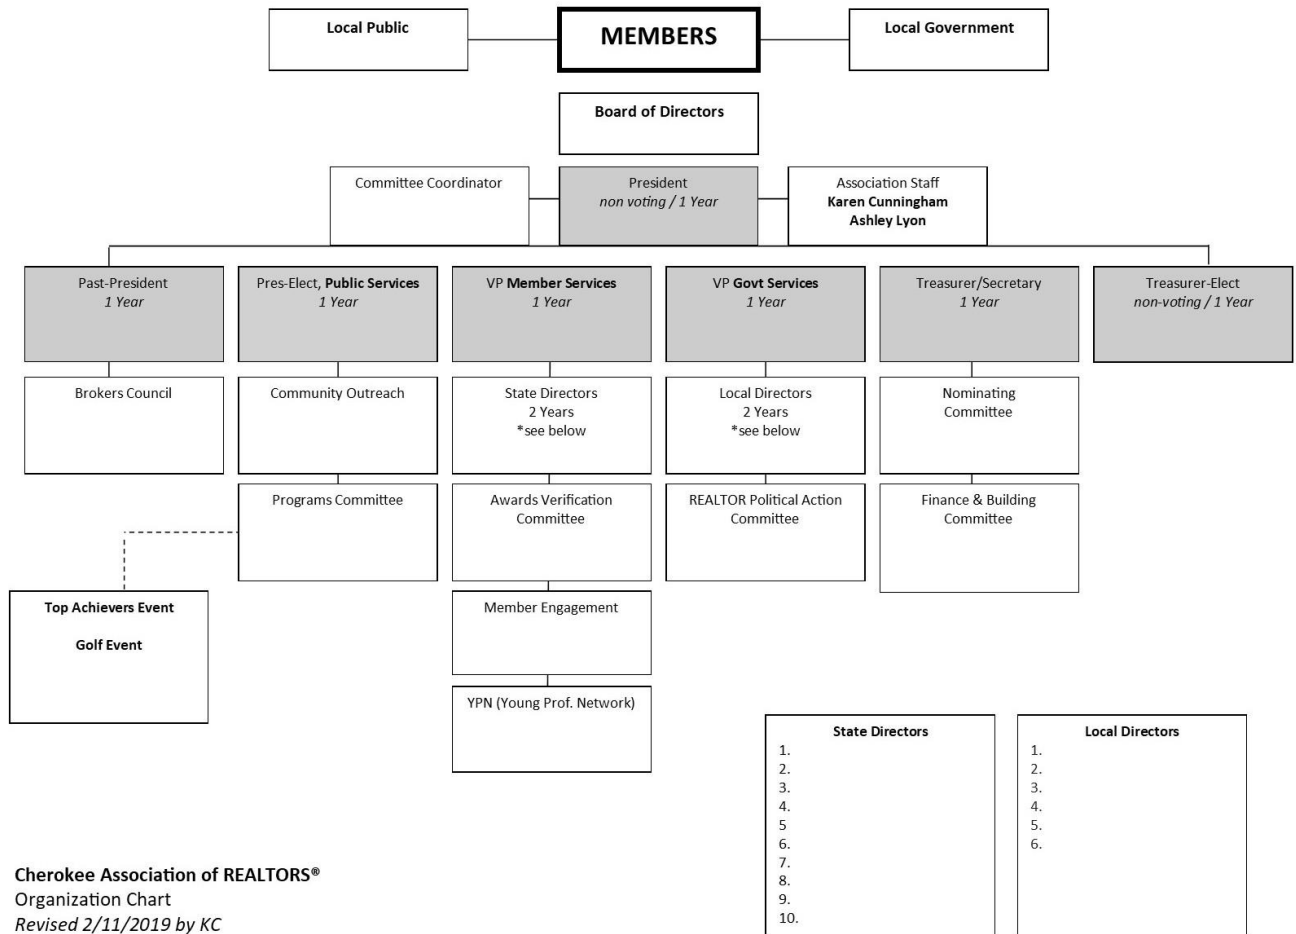 Local Public
MEMBERS
Local Government
Board of Directors
Committee Coordinator
President
non voting / 1 Year
Association Staff
Karen Cunningham
Ashley Lyon
Past-President
1 Year
Pres-Elect, Public Services
1 Year
VP Member Services
1 Year
VP Govt Services
1 Year
Treasurer/Secretary
1 Year
Treasurer-Elect
non-voting / 1 Year
Brokers Council
Community Outreach
State Directors
2 Years
*see below
Local Directors
2 Years
*see below
Nominating
Committee
Programs Committee
Awards Verification
Committee
REALTOR Political Action
Committee
Finance & Building
Committee
Top Achievers Event
Golf Event
Member Engagement
YPN (Young Prof. Network)
State Directors
1.
2.
3.
4.
5
6.
7.
8.
9.
10.
Local Directors
1.
2.
3.
4.
5.
6.
Cherokee Association of REALTORS®
Organization Chart
Revised 2/11/2019 by KC